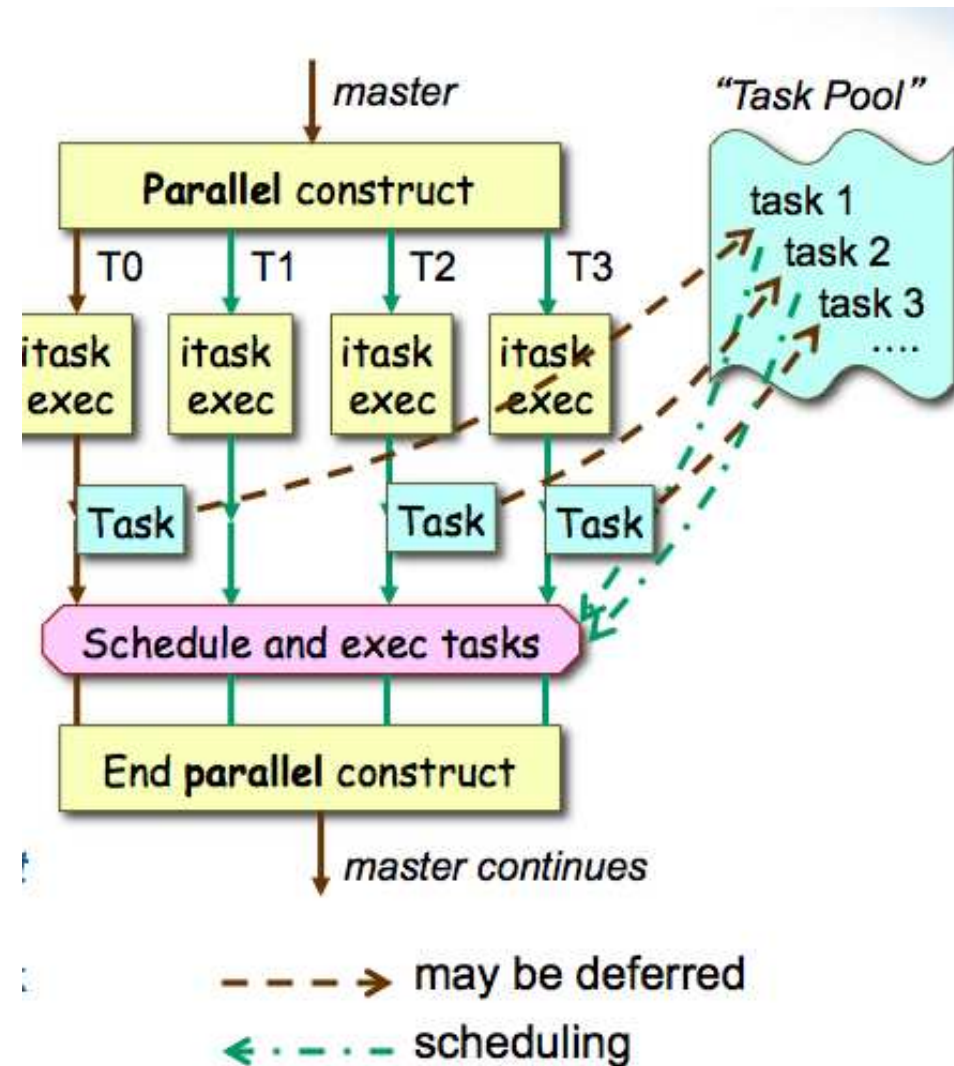 master
"Task Pool"
Parallel construct
task 1
T0 T1 T2 T3
task 2
task 3
itask
exec
itask
exec
itask
exec
itask
exec
....
Task
Task
Task
Schedule and exec tasks
End parallel construct
master continues
may be deferred
scheduling